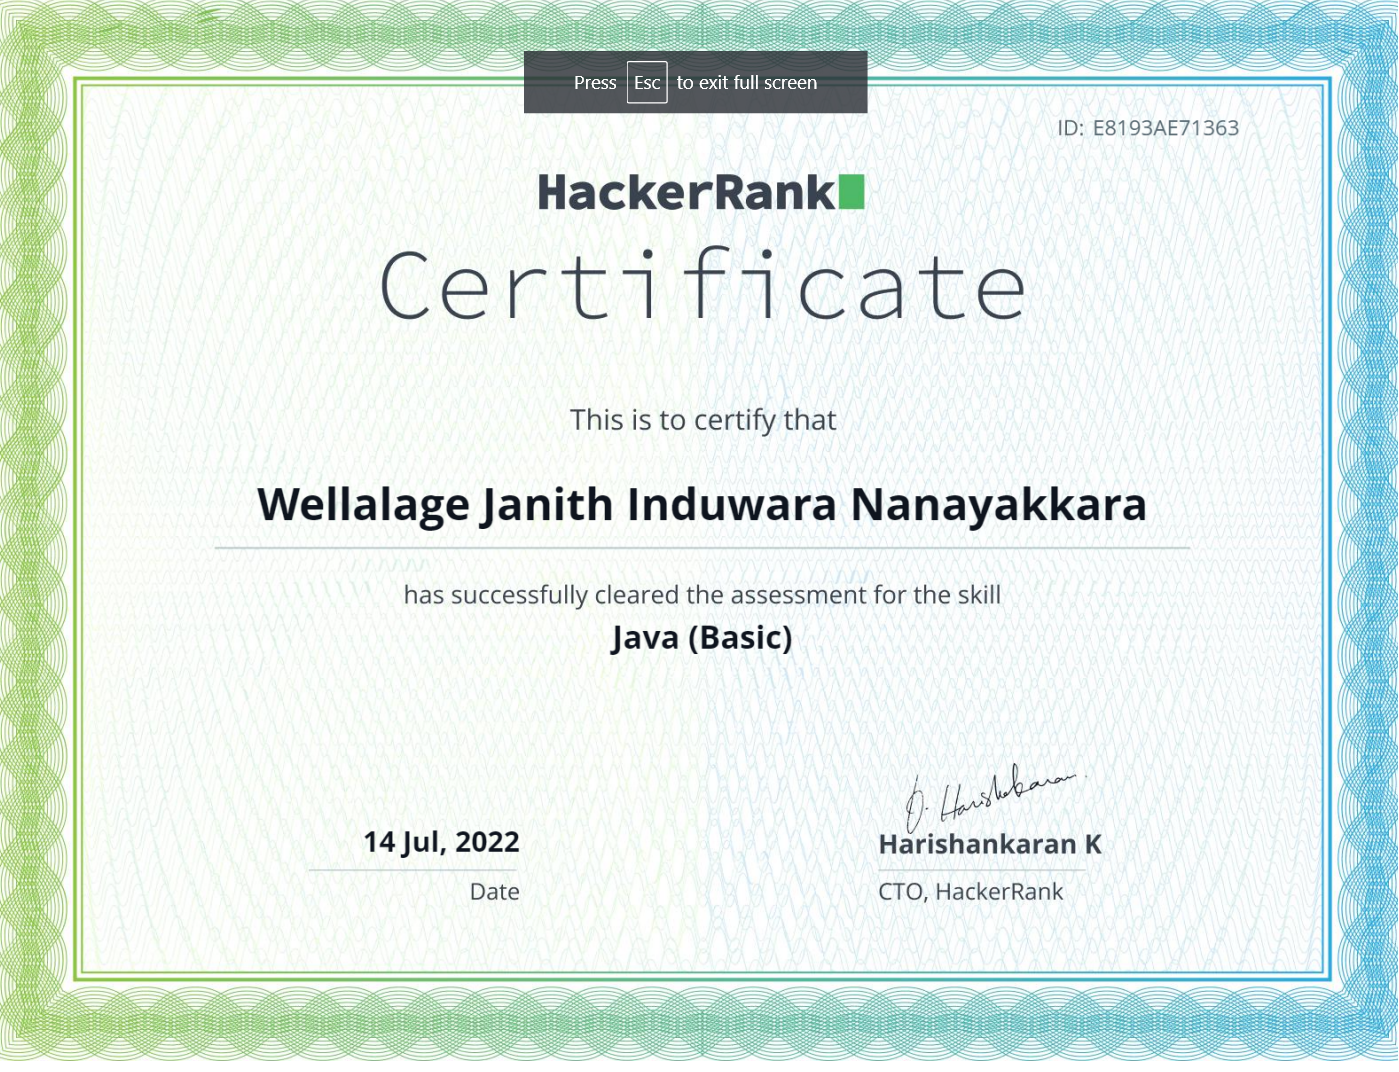 Press Esc to exit full screen
ID: E8193AE71363
HackerRank
Certificate
This is to certify that
Wellalage Janith Induwara Nanayakkara
has successfully cleared the assessment for the skill
Java (Basic)
14 Jul, 2022
Date
D. Harishakaran.
Harishankaran K
CTO, HackerRank